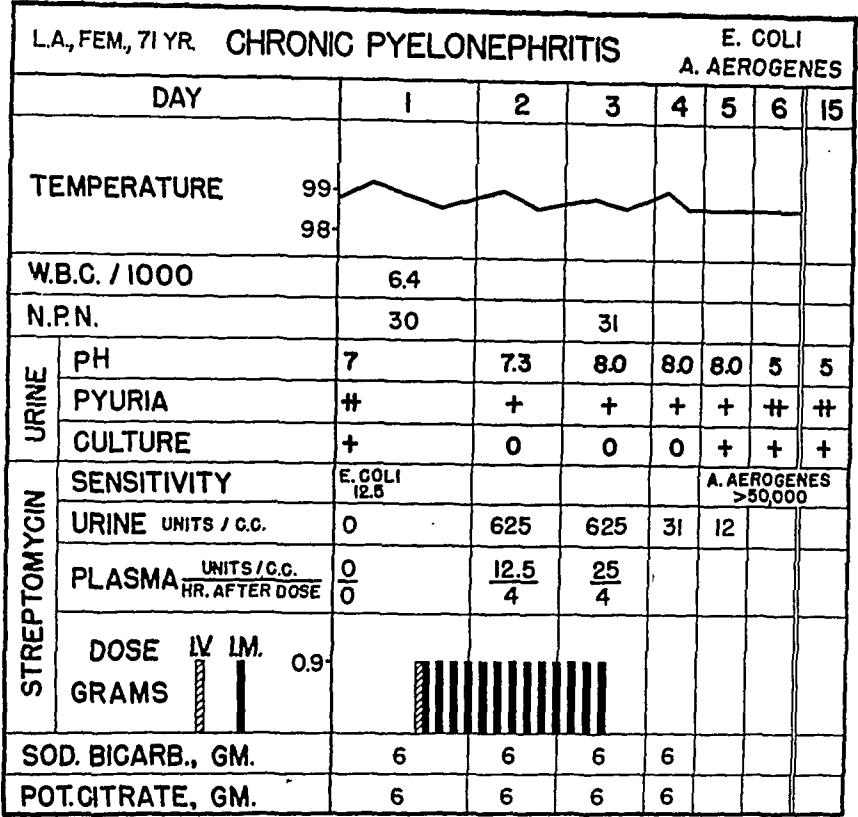 L.A., FEM., 71 YR. CHRONIC PYELONEPHRITIS E. COLI
A. AEROGENES
DAY 1 2 3 4 5 6 15
TEMPERATURE 99
98
W.B.C. / 1000 6.4
N.P.N. 30 31
URINE
PH 7 7.3 8.0 8.0 8.0 5 5
PYURIA ++ + + + + ++ ++
CULTURE + 0 0 0 + + +
STREPTOMYCIN
SENSITIVITY E. COLI 12.5 A. AEROGENES >50,000
URINE UNITS / C.C. 0 625 625 31 12
PLASMA UNITS / C.C. 0 12.5 25
HR. AFTER DOSE 0 4 4
DOSE I.V. I.M. 0.9
GRAMS
SOD. BICARB., GM. 6 6 6 6
POT. CITRATE, GM. 6 6 6 6